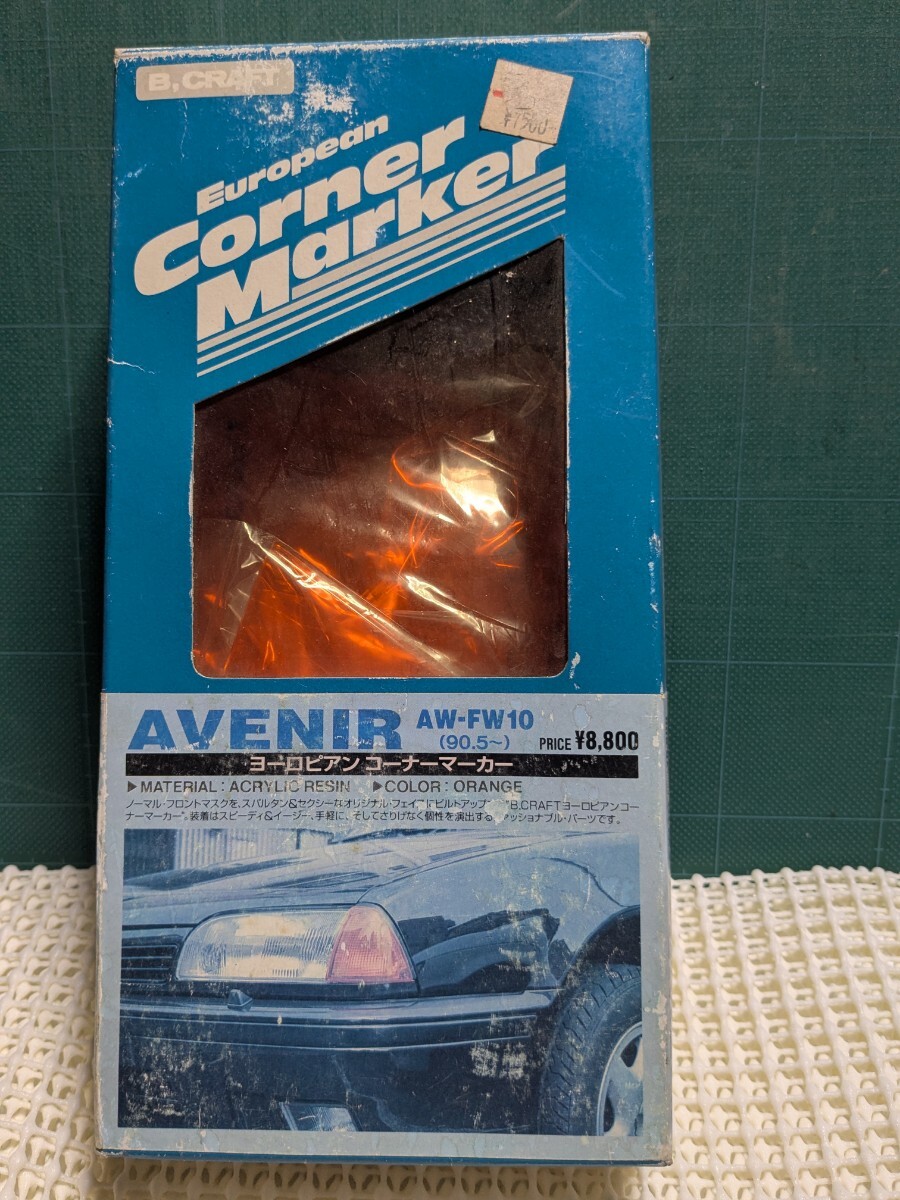 B,CRAFT
¥7500
European
Corner
Marker
AVENIR AW-FW10
(90.5〜) PRICE ¥8,800
ヨーロピアン コーナーマーカー
▶MATERIAL：ACRYLIC RESIN ▶COLOR：ORANGE
ノーマル・フロントマスクを、スパルタン&セクシーなオリジナル・フェイスにビルトアップ "B.CRAFTヨーロピアンコー
ナーマーカー"。装着はスピーディ&イージー、手軽に、そしてさりげなく個性を演出する ッショナブル・パーツです。